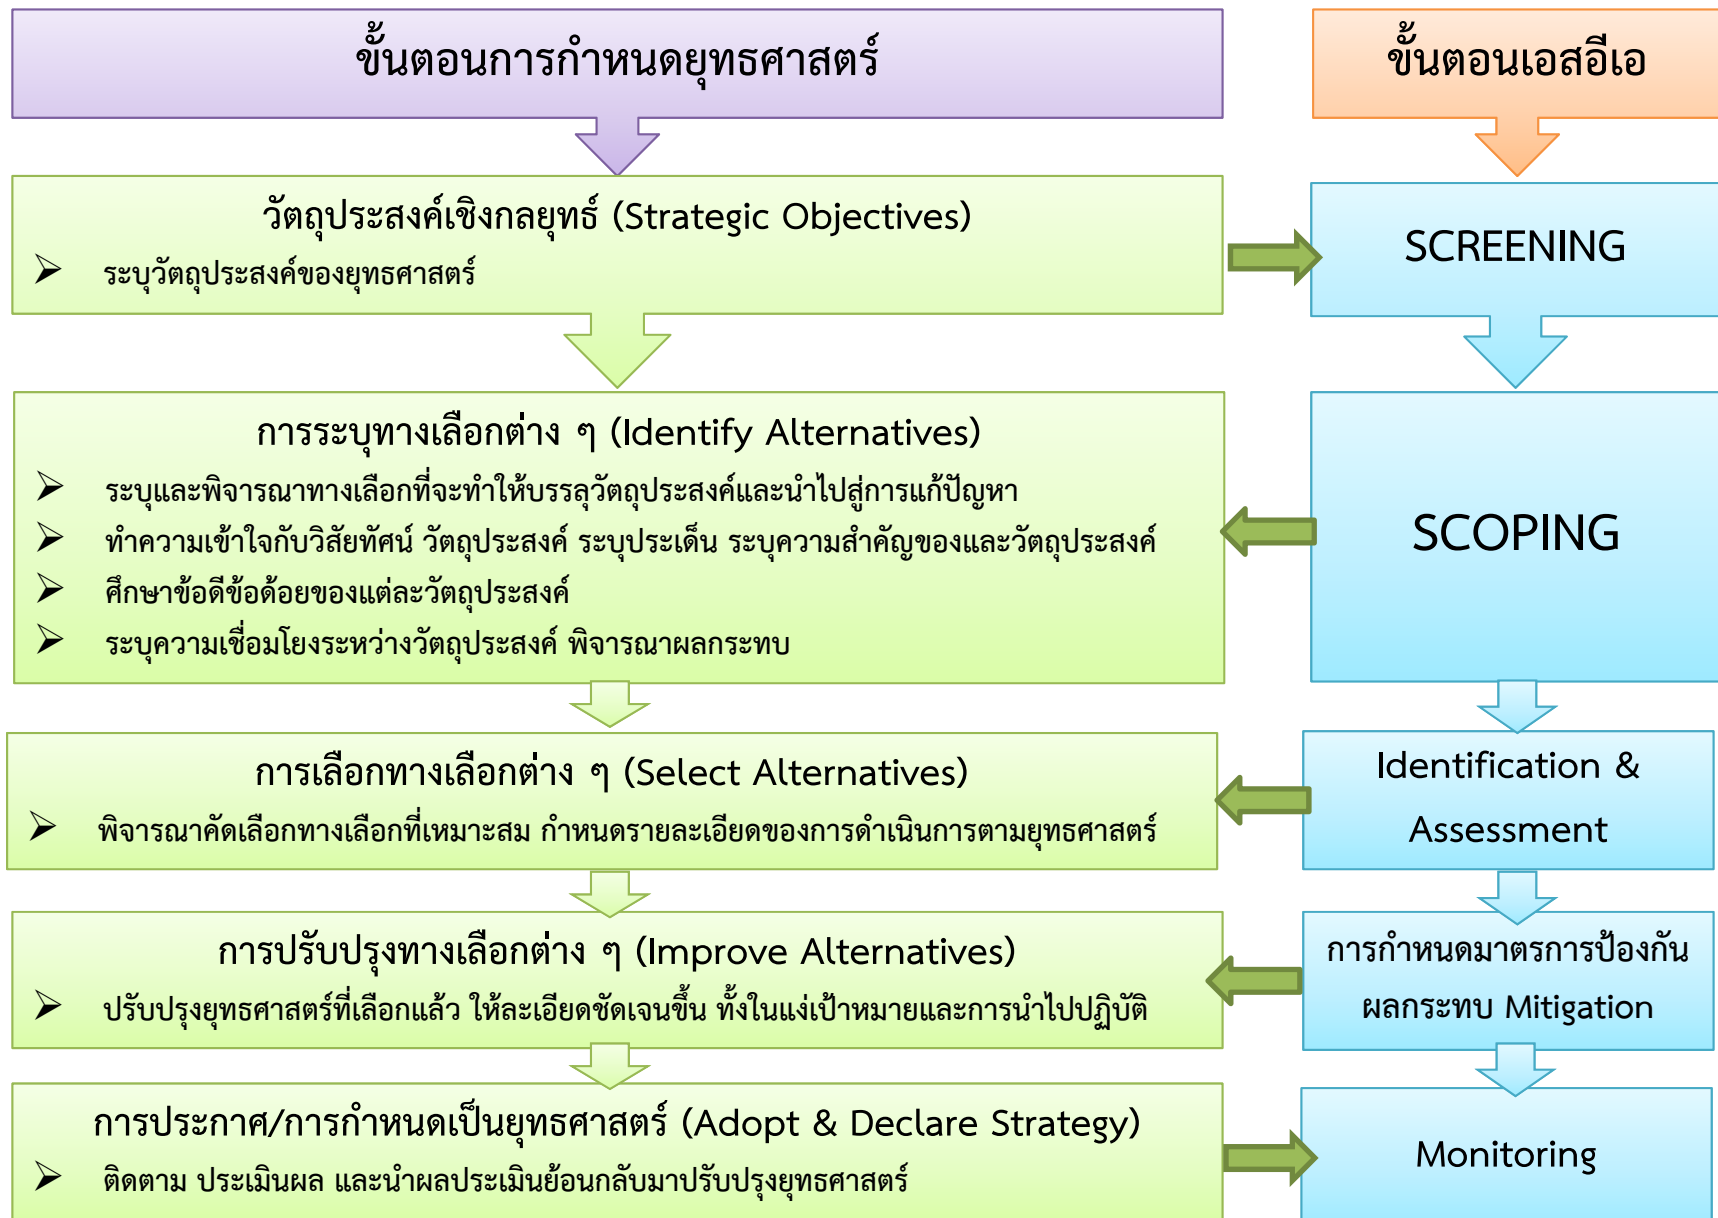 ขั้นตอนการกำหนดยุทธศาสตร์
ขั้นตอนเอสอีเอ
วัตถุประสงค์เชิงกลยุทธ์ (Strategic Objectives)
➢ ระบุวัตถุประสงค์ของยุทธศาสตร์
SCREENING
การระบุทางเลือกต่าง ๆ (Identify Alternatives)
➢ ระบุและพิจารณาทางเลือกที่จะทำให้บรรลุวัตถุประสงค์และนำไปสู่การแก้ปัญหา
➢ ทำความเข้าใจกับวิสัยทัศน์ วัตถุประสงค์ ระบุประเด็น ระบุความสำคัญของและวัตถุประสงค์
➢ ศึกษาข้อดีข้อด้อยของแต่ละวัตถุประสงค์
➢ ระบุความเชื่อมโยงระหว่างวัตถุประสงค์ พิจารณาผลกระทบ
SCOPING
การเลือกทางเลือกต่าง ๆ (Select Alternatives)
➢ พิจารณาคัดเลือกทางเลือกที่เหมาะสม กำหนดรายละเอียดของการดำเนินการตามยุทธศาสตร์
Identification &
Assessment
การปรับปรุงทางเลือกต่าง ๆ (Improve Alternatives)
➢ ปรับปรุงยุทธศาสตร์ที่เลือกแล้ว ให้ละเอียดชัดเจนขึ้น ทั้งในแง่เป้าหมายและการนำไปปฏิบัติ
การกำหนดมาตรการป้องกัน
ผลกระทบ Mitigation
การประกาศ/การกำหนดเป็นยุทธศาสตร์ (Adopt & Declare Strategy)
➢ ติดตาม ประเมินผล และนำผลประเมินย้อนกลับมาปรับปรุงยุทธศาสตร์
Monitoring